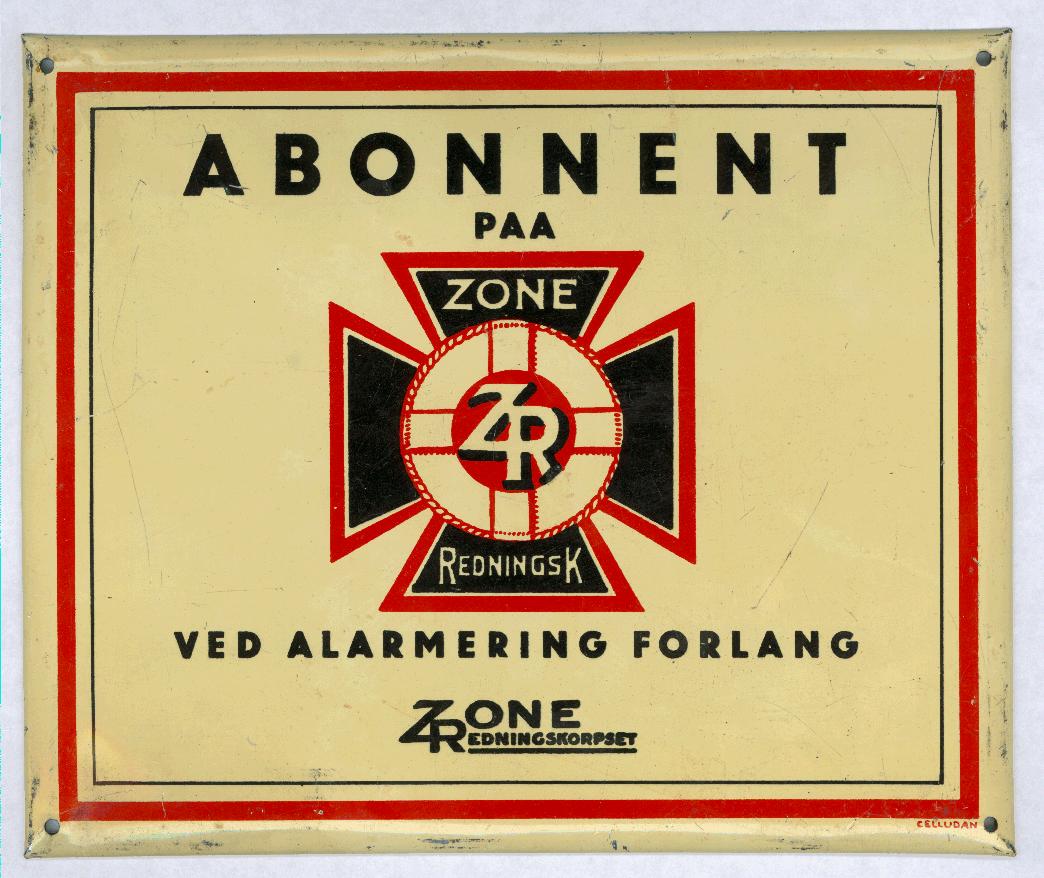 ABONNENT
PAA
ZONE
ZR
REDNINGSK
VED ALARMERING FORLANG
ZONE
REDNINGSKORPSET
CELLUDAN